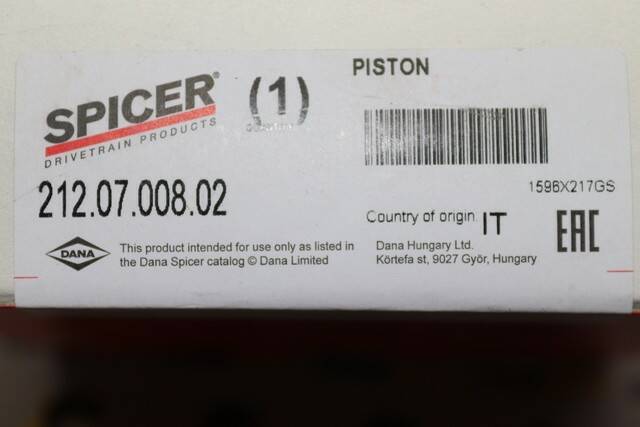 SPICER®
DRIVETRAIN PRODUCTS
(1)
QUANTITY
PISTON
212.07.008.02
1596X217GS
Country of origin IT
EAC
DANA
This product intended for use only as listed in
the Dana Spicer catalog © Dana Limited
Dana Hungary Ltd.
Körtefa st, 9027 Győr, Hungary